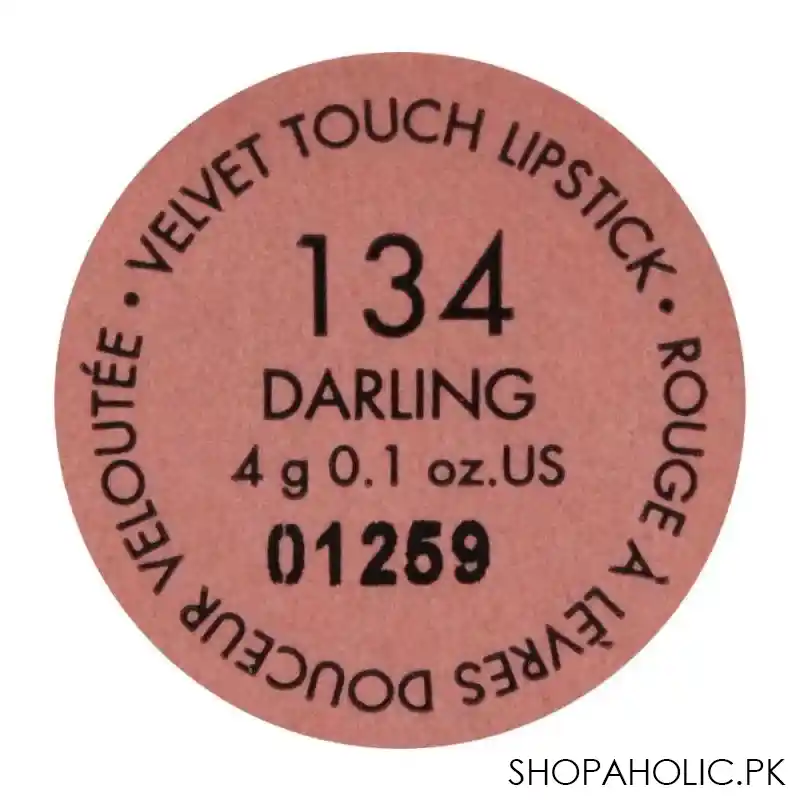 • VELVET TOUCH LIPSTICK • ROUGE À LÈVRES DOUCEUR VELOUTÉE
134
DARLING
4 g 0.1 oz.US
01259
SHOPAHOLIC.PK